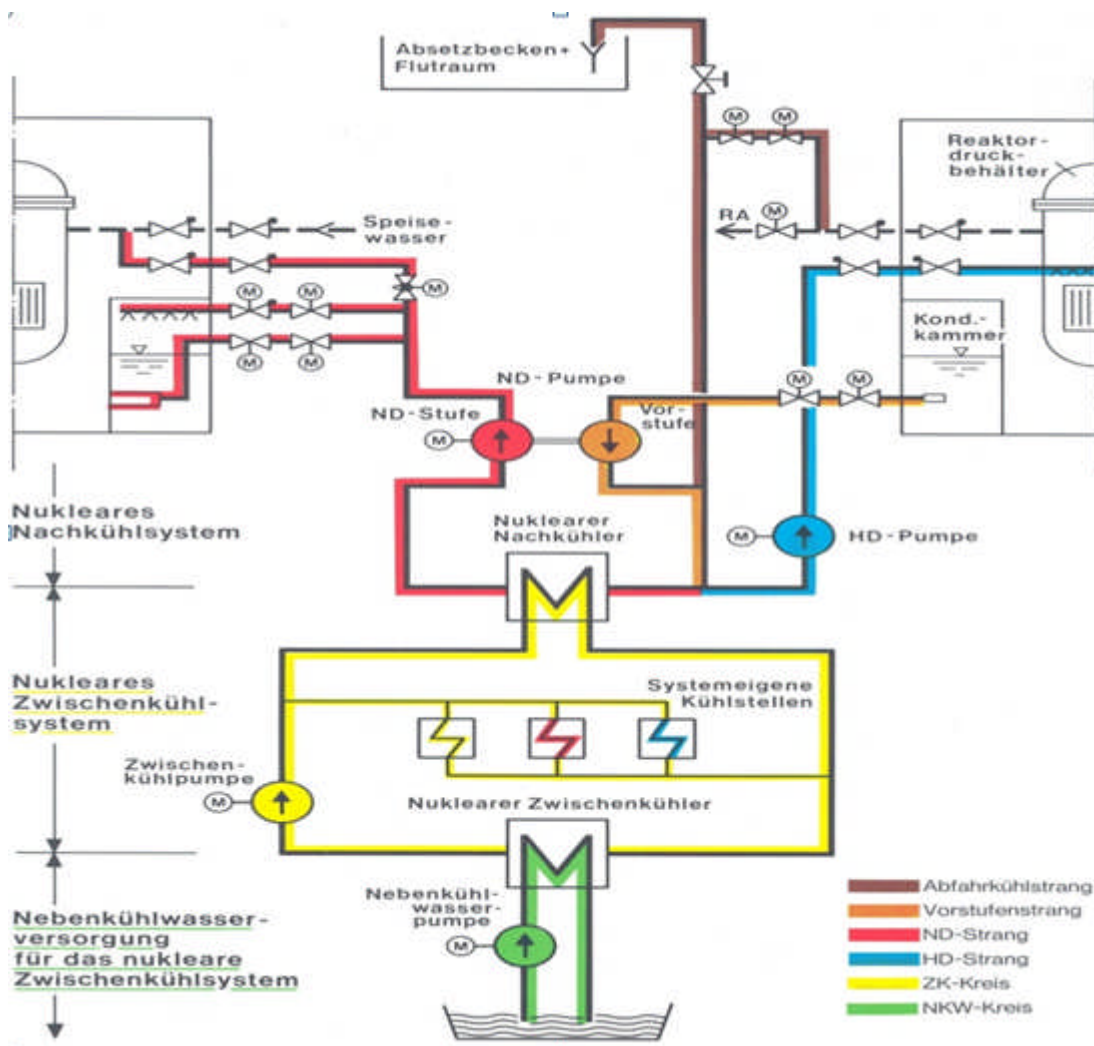 Absetzbecken+
Flutraum
M
M
Reaktor-
druck-
behälter
Speise-
wasser
RA
M
M
M
M
Kond.-
kammer
M
M
ND-Pumpe
M
M
ND-Stufe
Vor-
stufe
M
Nukleares
Nachkühlsystem
Nuklearer
Nachkühler
M
HD-Pumpe
Nukleares
Zwischenkühl-
system
Systemeigene
Kühlstellen
Zwischen-
kühlpumpe
M
Nuklearer Zwischenkühler
Nebenkühl-
wasser-
pumpe
M
Nebenkühlwasser-
versorgung
für das nukleare
Zwischenkühlsystem
Abfahrkühlstrang
Vorstufenstrang
ND-Strang
HD-Strang
ZK-Kreis
NKW-Kreis